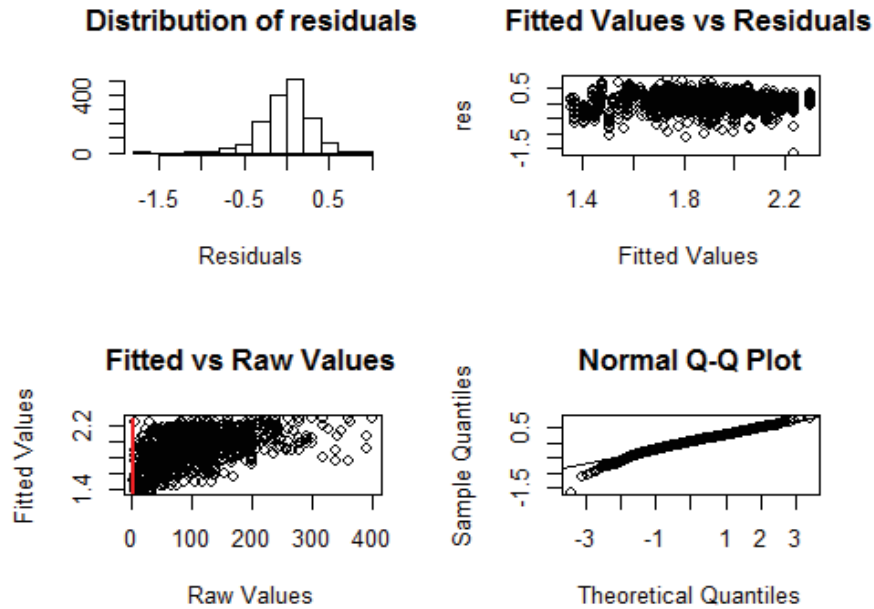 Distribution of residuals
400
0
-1.5 -0.5 0.5
Residuals
Fitted Values vs Residuals
res
0.5
-1.5
1.4 1.8 2.2
Fitted Values
Fitted vs Raw Values
Fitted Values
2.2
1.4
0 100 200 300 400
Raw Values
Normal Q-Q Plot
Sample Quantiles
0.5
-1.5
-3 -1 1 2 3
Theoretical Quantiles